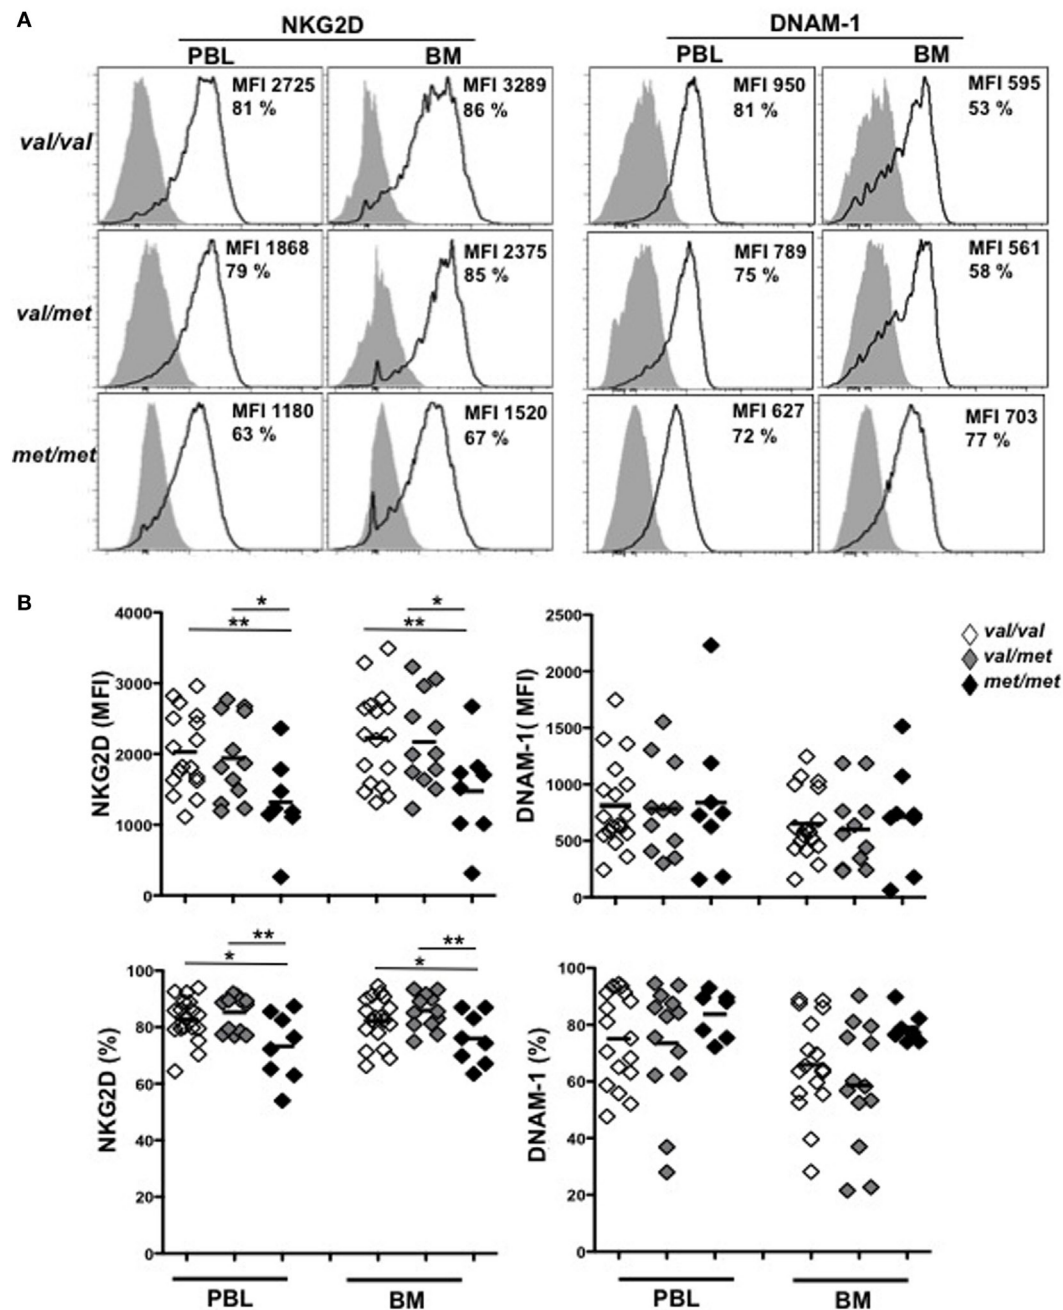 A
NKG2D DNAM-1
PBL BM PBL BM
val/val
MFI 2725
81 %
MFI 3289
86 %
MFI 950
81 %
MFI 595
53 %
val/met
MFI 1868
79 %
MFI 2375
85 %
MFI 789
75 %
MFI 561
58 %
met/met
MFI 1180
63 %
MFI 1520
67 %
MFI 627
72 %
MFI 703
77 %
B
NKG2D (MFI)
4000
3000
2000
1000
0
*
**
*
**
DNAM-1( MFI)
2500
2000
1500
1000
500
0
val/val
val/met
met/met
NKG2D (%)
100
80
60
40
20
0
**
*
**
*
PBL BM
DNAM-1 (%)
100
80
60
40
20
0
PBL BM